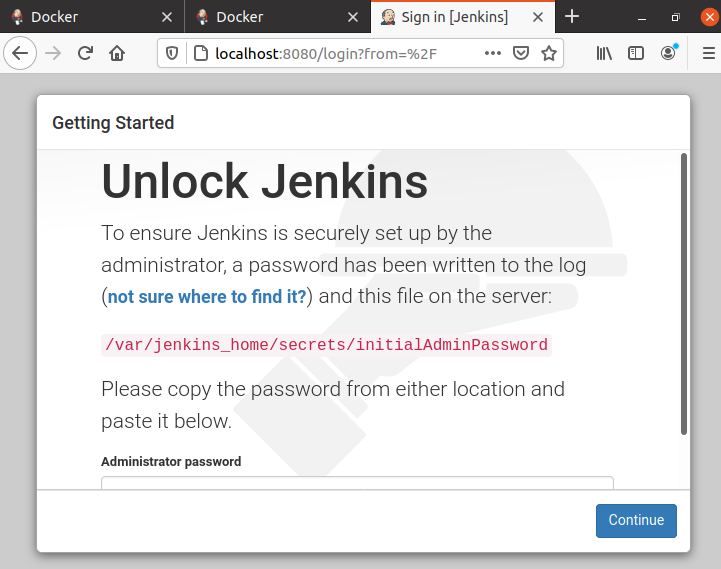 Docker
Docker
Sign in [Jenkins]
localhost:8080/login?from=%2F
Getting Started
Unlock Jenkins
To ensure Jenkins is securely set up by the
administrator, a password has been written to the log
(not sure where to find it?) and this file on the server:
/var/jenkins_home/secrets/initialAdminPassword
Please copy the password from either location and
paste it below.
Administrator password
Continue